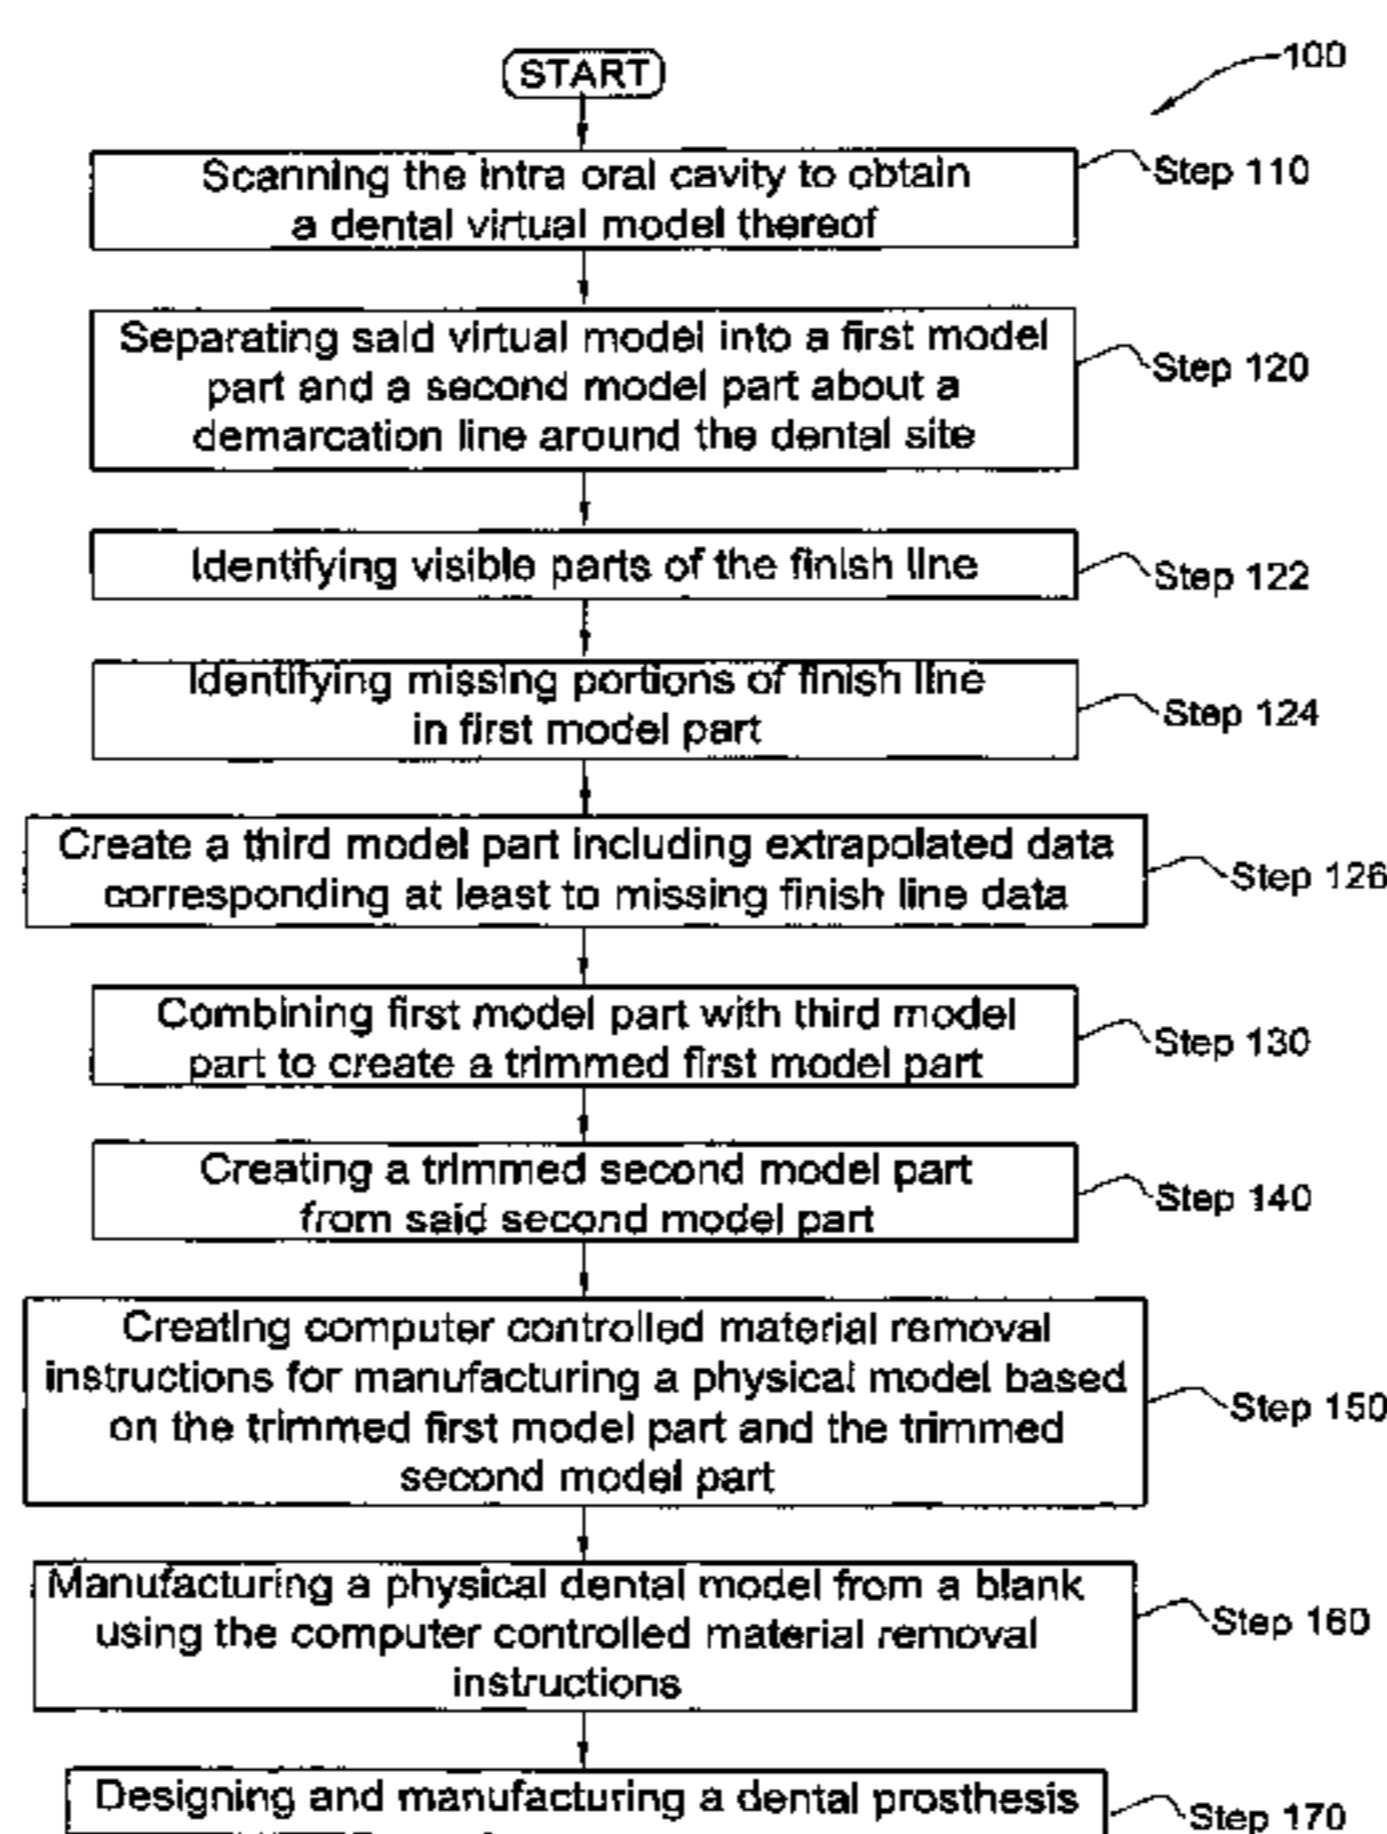 START
100
Scanning the intra oral cavity to obtain
a dental virtual model thereof
Step 110
Separating said virtual model into a first model
part and a second model part about a
demarcation line around the dental site
Step 120
Identifying visible parts of the finish line
Step 122
Identifying missing portions of finish line
in first model part
Step 124
Create a third model part including extrapolated data
corresponding at least to missing finish line data
Step 126
Combining first model part with third model
part to create a trimmed first model part
Step 130
Creating a trimmed second model part
from said second model part
Step 140
Creating computer controlled material removal
instructions for manufacturing a physical model based
on the trimmed first model part and the trimmed
second model part
Step 150
Manufacturing a physical dental model from a blank
using the computer controlled material removal
instructions
Step 160
Designing and manufacturing a dental prosthesis
Step 170